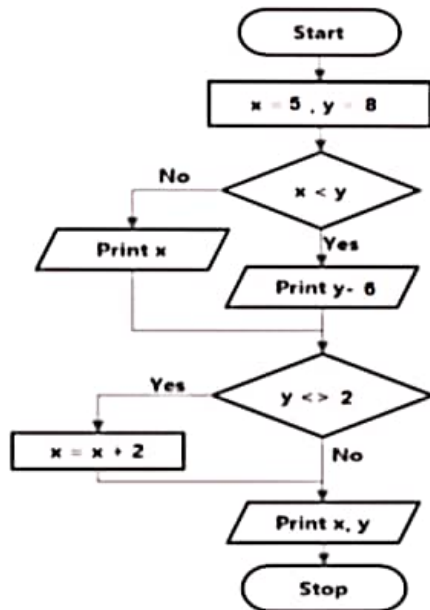 Start
x = 5 , y = 8
x < y
No
Yes
Print x
Print y- 6
y <> 2
Yes
No
x = x + 2
Print x, y
Stop